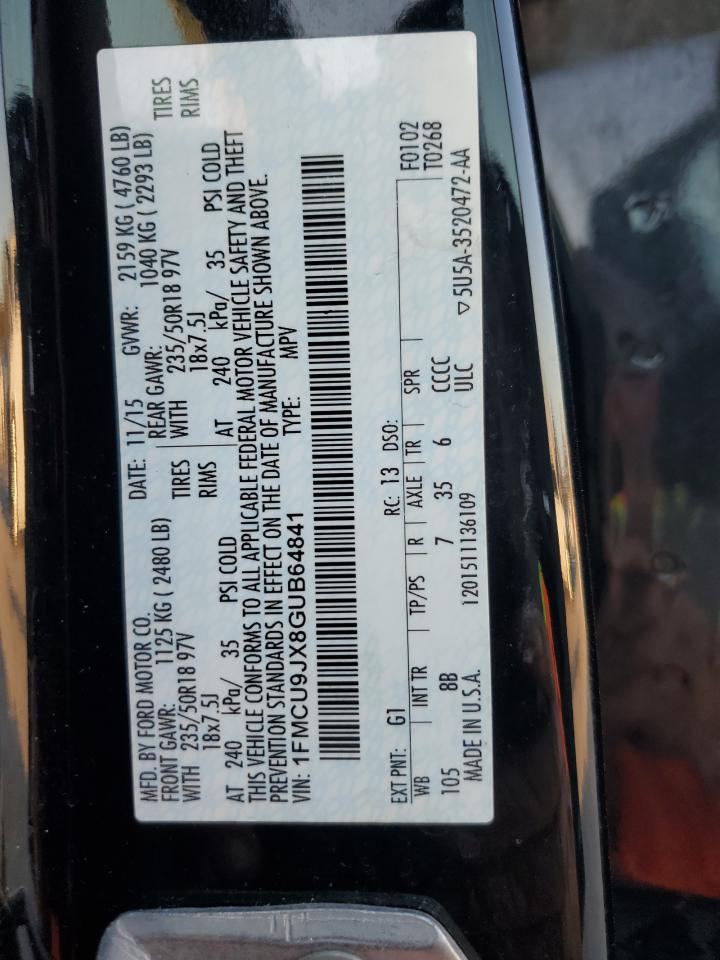 MFD. BY FORD MOTOR CO. DATE: 11/15 GVWR: 2159 KG ( 4760 LB)
FRONT GAWR: 1125 KG ( 2480 LB) REAR GAWR: 1040 KG ( 2293 LB)
WITH 235/50R18 97V TIRES WITH 235/50R18 97V TIRES
18x7.5J RIMS 18x7.5J RIMS
AT 240 kPa/ 35 PSI COLD AT 240 kPa/ 35 PSI COLD
THIS VEHICLE CONFORMS TO ALL APPLICABLE FEDERAL MOTOR VEHICLE SAFETY AND THEFT
PREVENTION STANDARDS IN EFFECT ON THE DATE OF MANUFACTURE SHOWN ABOVE.
VIN: 1FMCU9JX8GUB64841 TYPE: MPV
EXT PNT: G1 RC: 13 DSO: F0102
WB INT TR TP/PS R AXLE TR SPR T0268
105 8B 7 35 6 CCCC
MADE IN U.S.A. 1201511136109 ULC ▽ 5U5A-3520472-AA